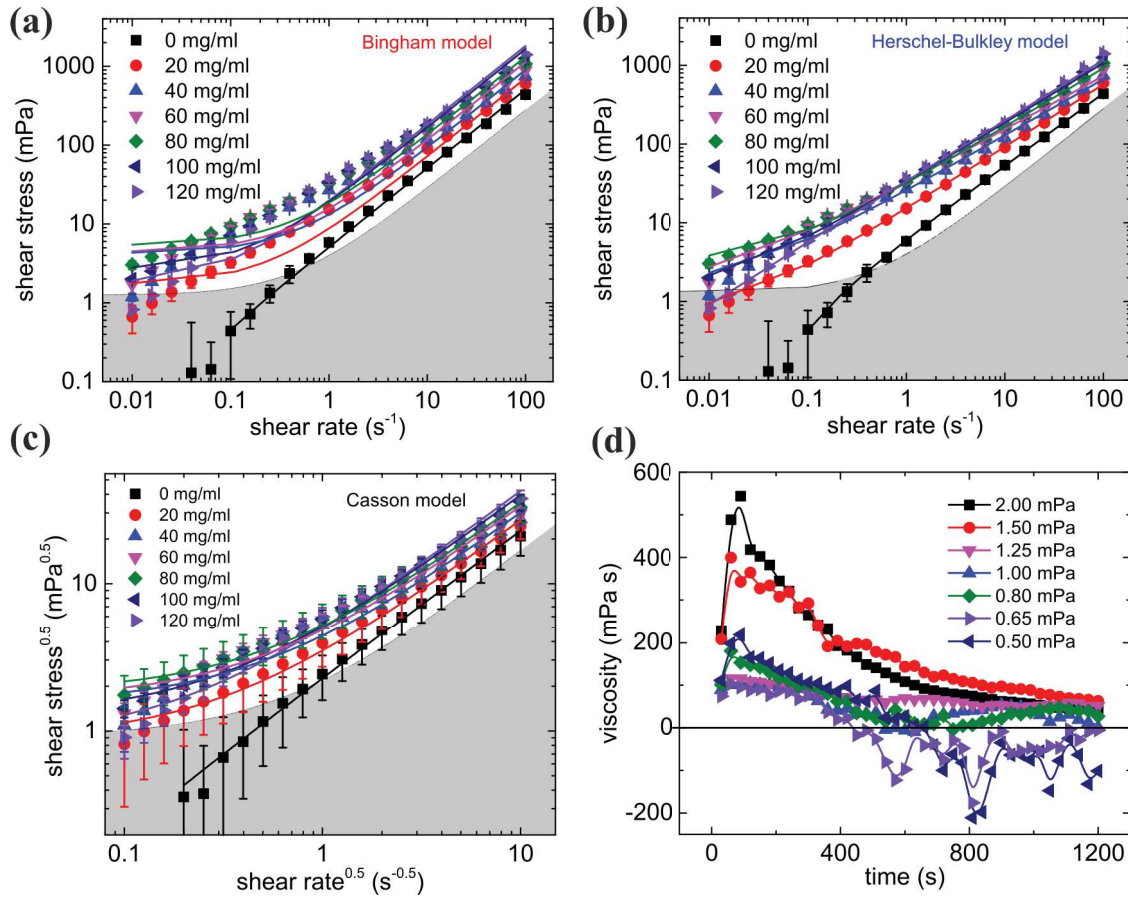 (a)
Bingham model
0 mg/ml
20 mg/ml
40 mg/ml
60 mg/ml
80 mg/ml
100 mg/ml
120 mg/ml
1000
100
10
1
0.1
shear stress (mPa)
0.01 0.1 1 10 100
shear rate (s⁻¹)
(b)
Herschel-Bulkley model
0 mg/ml
20 mg/ml
40 mg/ml
60 mg/ml
80 mg/ml
100 mg/ml
120 mg/ml
1000
100
10
1
0.1
shear stress (mPa)
0.01 0.1 1 10 100
shear rate (s⁻¹)
(c)
Casson model
0 mg/ml
20 mg/ml
40 mg/ml
60 mg/ml
80 mg/ml
100 mg/ml
120 mg/ml
10
1
shear stress⁰·⁵ (mPa⁰·⁵)
0.1 1 10
shear rate⁰·⁵ (s⁻⁰·⁵)
(d)
2.00 mPa
1.50 mPa
1.25 mPa
1.00 mPa
0.80 mPa
0.65 mPa
0.50 mPa
600
400
200
0
-200
viscosity (mPa s)
0 400 800 1200
time (s)